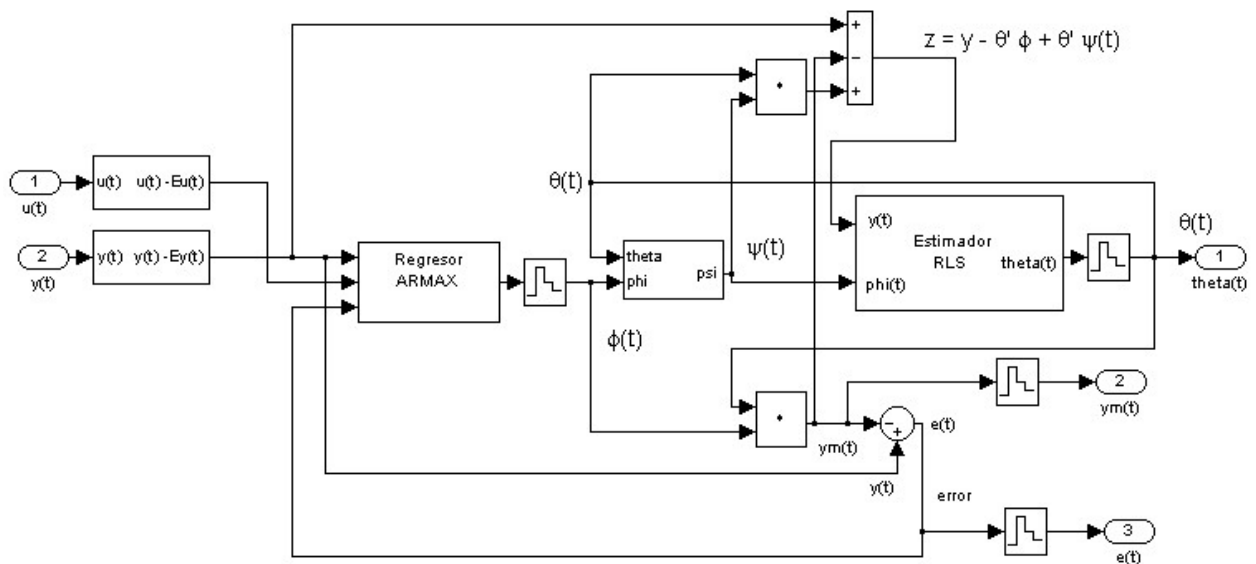 z = y - θ' ϕ + θ' ψ(t)
+
-
+
1
u(t)
u(t) u(t) -Eu(t)
2
y(t)
y(t) y(t) -Ey(t)
Regresor
ARMAX
ϕ(t)
θ(t)
theta
phi
psi
ψ(t)
y(t)
phi(t)
Estimador
RLS
theta(t)
θ(t)
1
theta(t)
ym(t)
-
+
y(t)
e(t)
2
ym(t)
error
3
e(t)